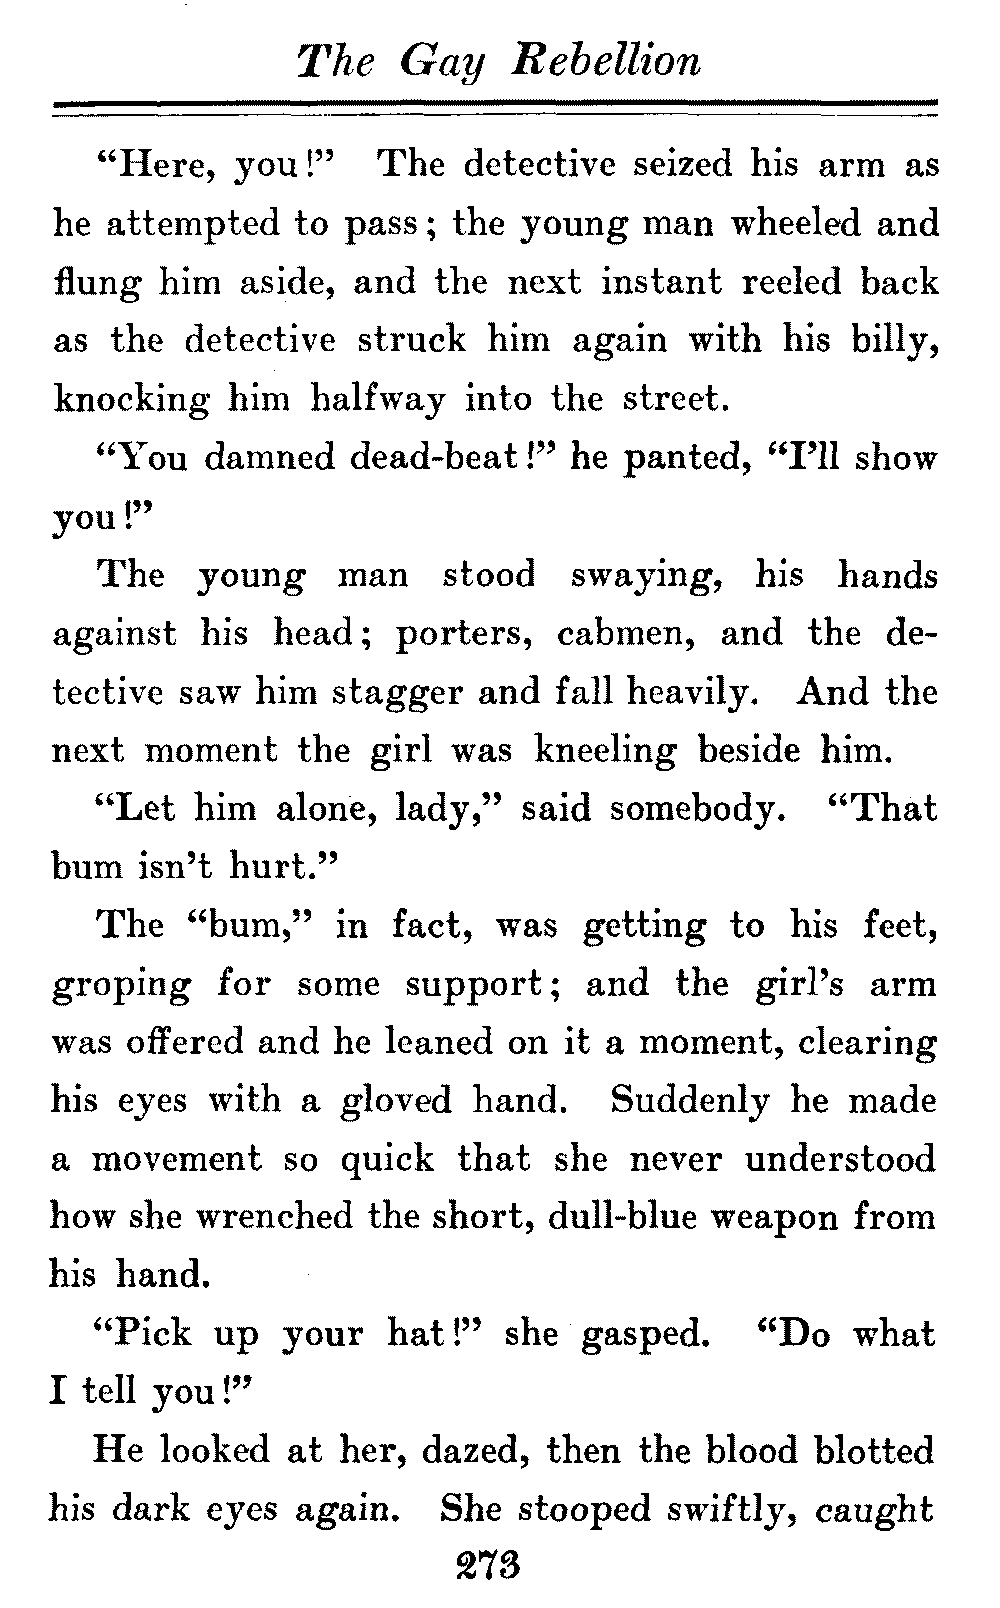 The Gay Rebellion
“Here, you!” The detective seized his arm as
he attempted to pass; the young man wheeled and
flung him aside, and the next instant reeled back
as the detective struck him again with his billy,
knocking him halfway into the street.
“You damned dead-beat!” he panted, “I’ll show
you!”
The young man stood swaying, his hands
against his head; porters, cabmen, and the de-
tective saw him stagger and fall heavily. And the
next moment the girl was kneeling beside him.
“Let him alone, lady,” said somebody. “That
bum isn’t hurt.”
The “bum,” in fact, was getting to his feet,
groping for some support; and the girl’s arm
was offered and he leaned on it a moment, clearing
his eyes with a gloved hand. Suddenly he made
a movement so quick that she never understood
how she wrenched the short, dull-blue weapon from
his hand.
“Pick up your hat!” she gasped. “Do what
I tell you!”
He looked at her, dazed, then the blood blotted
his dark eyes again. She stooped swiftly, caught
273